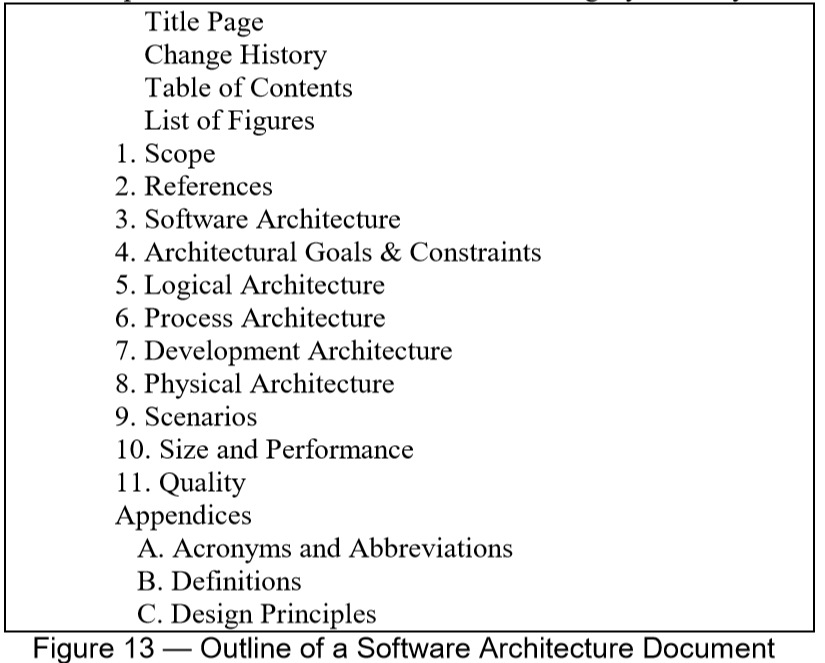 Title Page
Change History
Table of Contents
List of Figures
1. Scope
2. References
3. Software Architecture
4. Architectural Goals & Constraints
5. Logical Architecture
6. Process Architecture
7. Development Architecture
8. Physical Architecture
9. Scenarios
10. Size and Performance
11. Quality
Appendices
A. Acronyms and Abbreviations
B. Definitions
C. Design Principles
Figure 13 — Outline of a Software Architecture Document